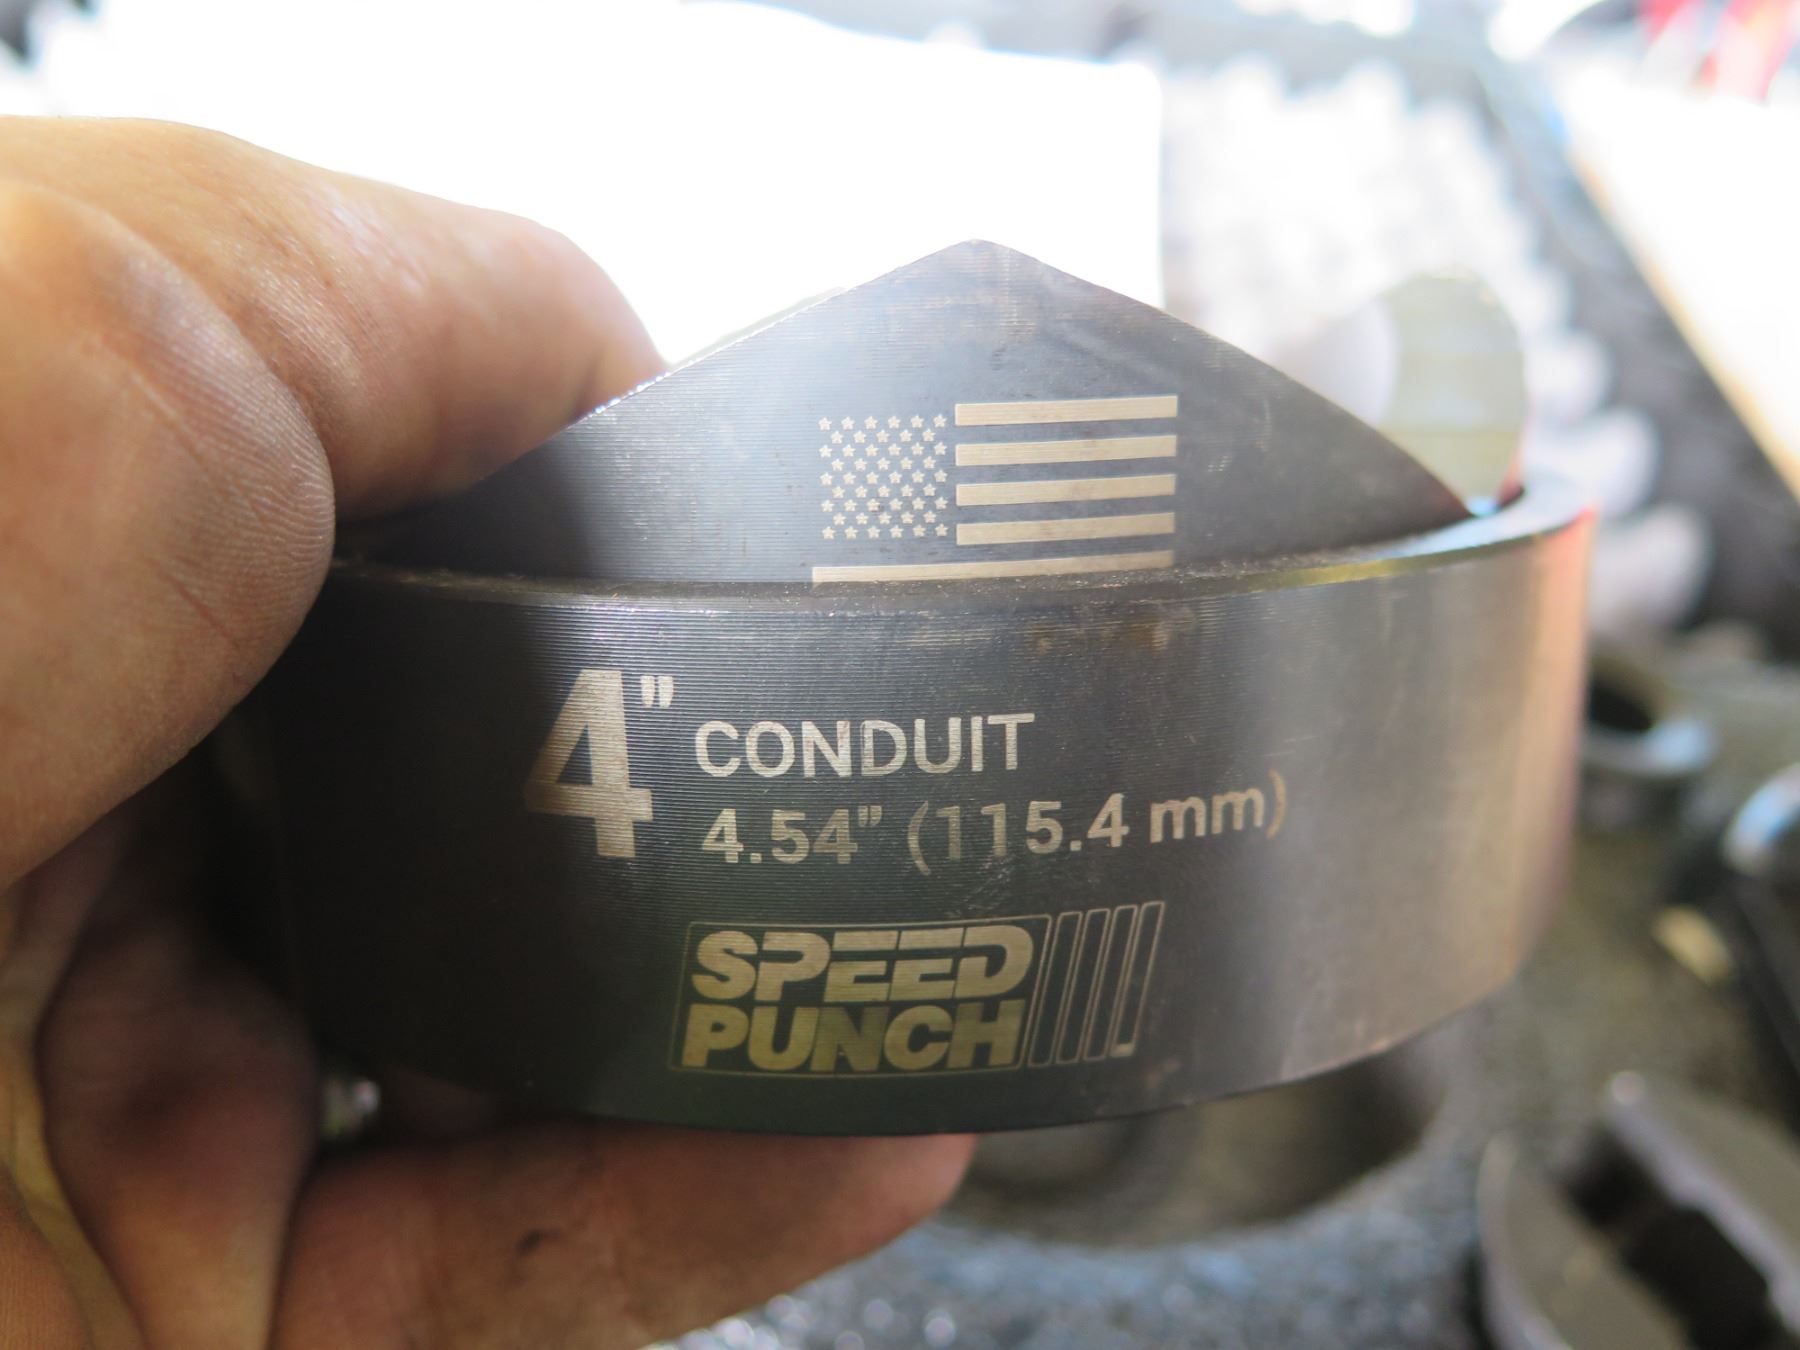 4" CONDUIT
4.54" (115.4 mm)
SPEED
PUNCH